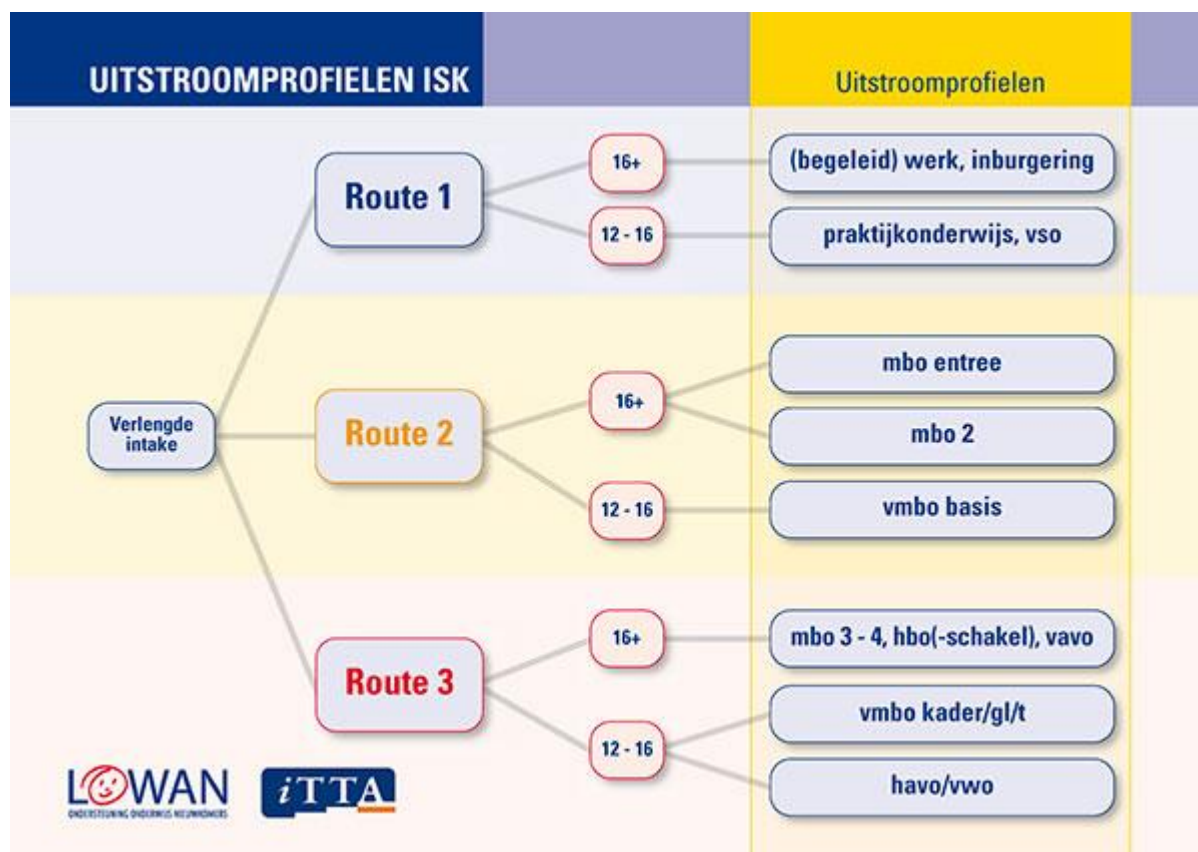 UITSTROOMPROFIELEN ISK
Uitstroomprofielen
Route 1
16+
(begeleid) werk, inburgering
12 - 16
praktijkonderwijs, vso
Verlengde
intake
Route 2
16+
mbo entree
mbo 2
12 - 16
vmbo basis
Route 3
16+
mbo 3 - 4, hbo(-schakel), vavo
12 - 16
vmbo kader/gl/t
havo/vwo
LOWAN
ONDERSTEUNING ONDERWIJS NIEUWKOMERS
iTTA